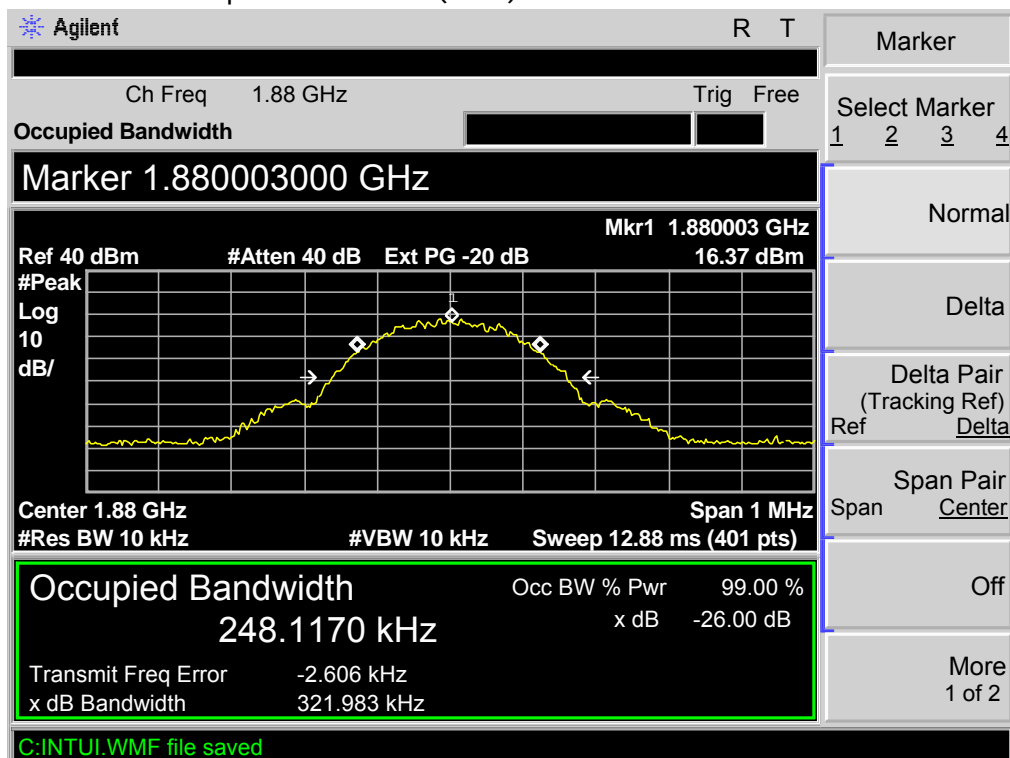 Agilent R T
Ch Freq 1.88 GHz Trig Free
Occupied Bandwidth
Marker 1.880003000 GHz
Mkr1 1.880003 GHz
Ref 40 dBm #Atten 40 dB Ext PG -20 dB 16.37 dBm
#Peak
Log
10
dB/
1
Center 1.88 GHz Span 1 MHz
#Res BW 10 kHz #VBW 10 kHz Sweep 12.88 ms (401 pts)
Occupied Bandwidth Occ BW % Pwr 99.00 %
248.1170 kHz x dB -26.00 dB
Transmit Freq Error -2.606 kHz
x dB Bandwidth 321.983 kHz
C:INTUI.WMF file saved
Marker
Select Marker
1 2 3 4
Normal
Delta
Delta Pair
(Tracking Ref)
Ref Delta
Span Pair
Span Center
Off
More
1 of 2